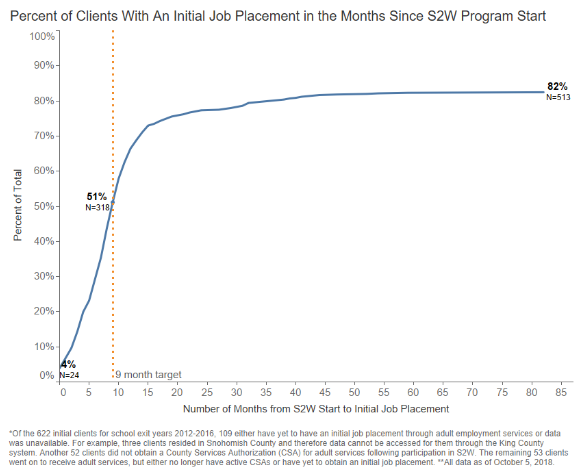 Percent of Clients With An Initial Job Placement in the Months Since S2W Program Start
100%
90%
80%
70%
60%
50%
40%
30%
20%
10%
0%
Percent of Total
82%
N=513
51%
N=318
4%
N=24
9 month target
0 5 10 15 20 25 30 35 40 45 50 55 60 65 70 75 80 85
Number of Months from S2W Start to Initial Job Placement
*Of the 622 initial clients for school exit years 2012-2016, 109 either have yet to have an initial job placement through adult employment services or data
was unavailable. For example, three clients resided in Snohomish County and therefore data cannot be accessed for them through the King County
system. Another 52 clients did not obtain a County Services Authorization (CSA) for adult services following participation in S2W. The remaining 53 clients
went on to receive adult services, but either no longer have active CSAs or have yet to obtain an initial job placement. **All data as of October 5, 2018.